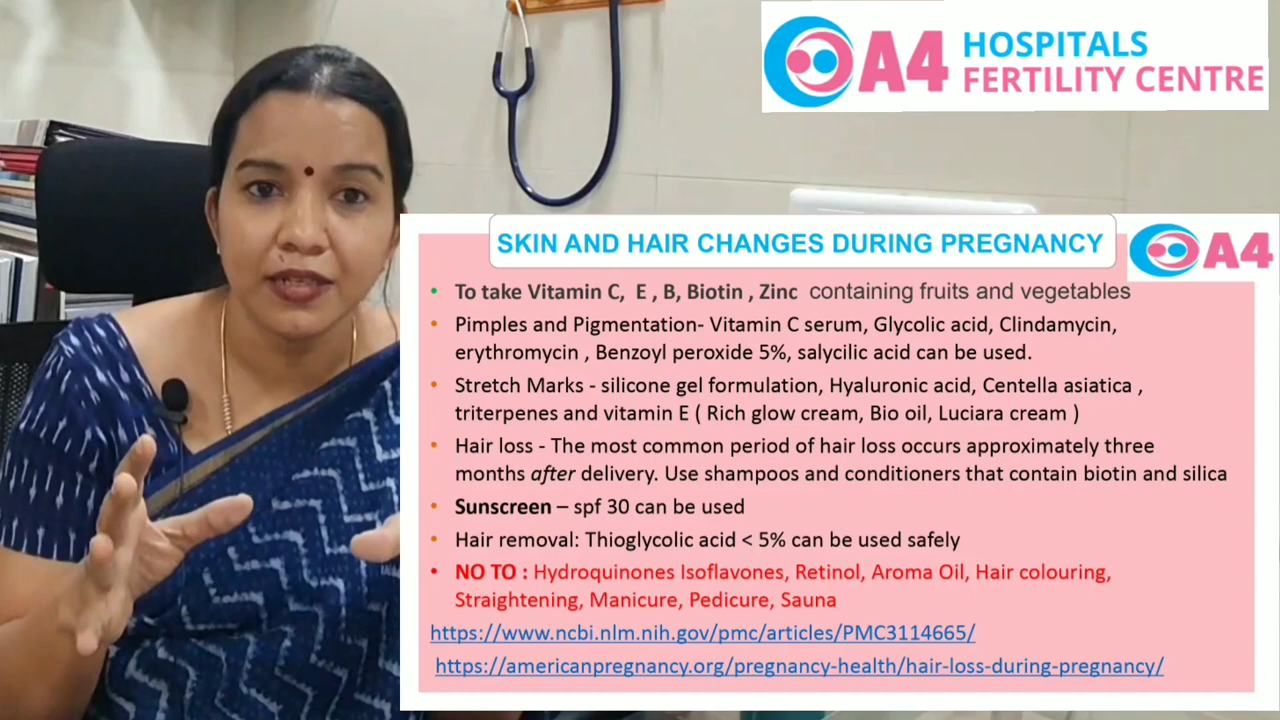 A4 HOSPITALS
FERTILITY CENTRE
SKIN AND HAIR CHANGES DURING PREGNANCY
A4
• To take Vitamin C, E , B, Biotin , Zinc containing fruits and vegetables
• Pimples and Pigmentation- Vitamin C serum, Glycolic acid, Clindamycin,
erythromycin , Benzoyl peroxide 5%, salycilic acid can be used.
• Stretch Marks - silicone gel formulation, Hyaluronic acid, Centella asiatica ,
triterpenes and vitamin E ( Rich glow cream, Bio oil, Luciara cream )
• Hair loss - The most common period of hair loss occurs approximately three
months after delivery. Use shampoos and conditioners that contain biotin and silica
• Sunscreen – spf 30 can be used
• Hair removal: Thioglycolic acid < 5% can be used safely
• NO TO : Hydroquinones Isoflavones, Retinol, Aroma Oil, Hair colouring,
Straightening, Manicure, Pedicure, Sauna
https://www.ncbi.nlm.nih.gov/pmc/articles/PMC3114665/
https://americanpregnancy.org/pregnancy-health/hair-loss-during-pregnancy/